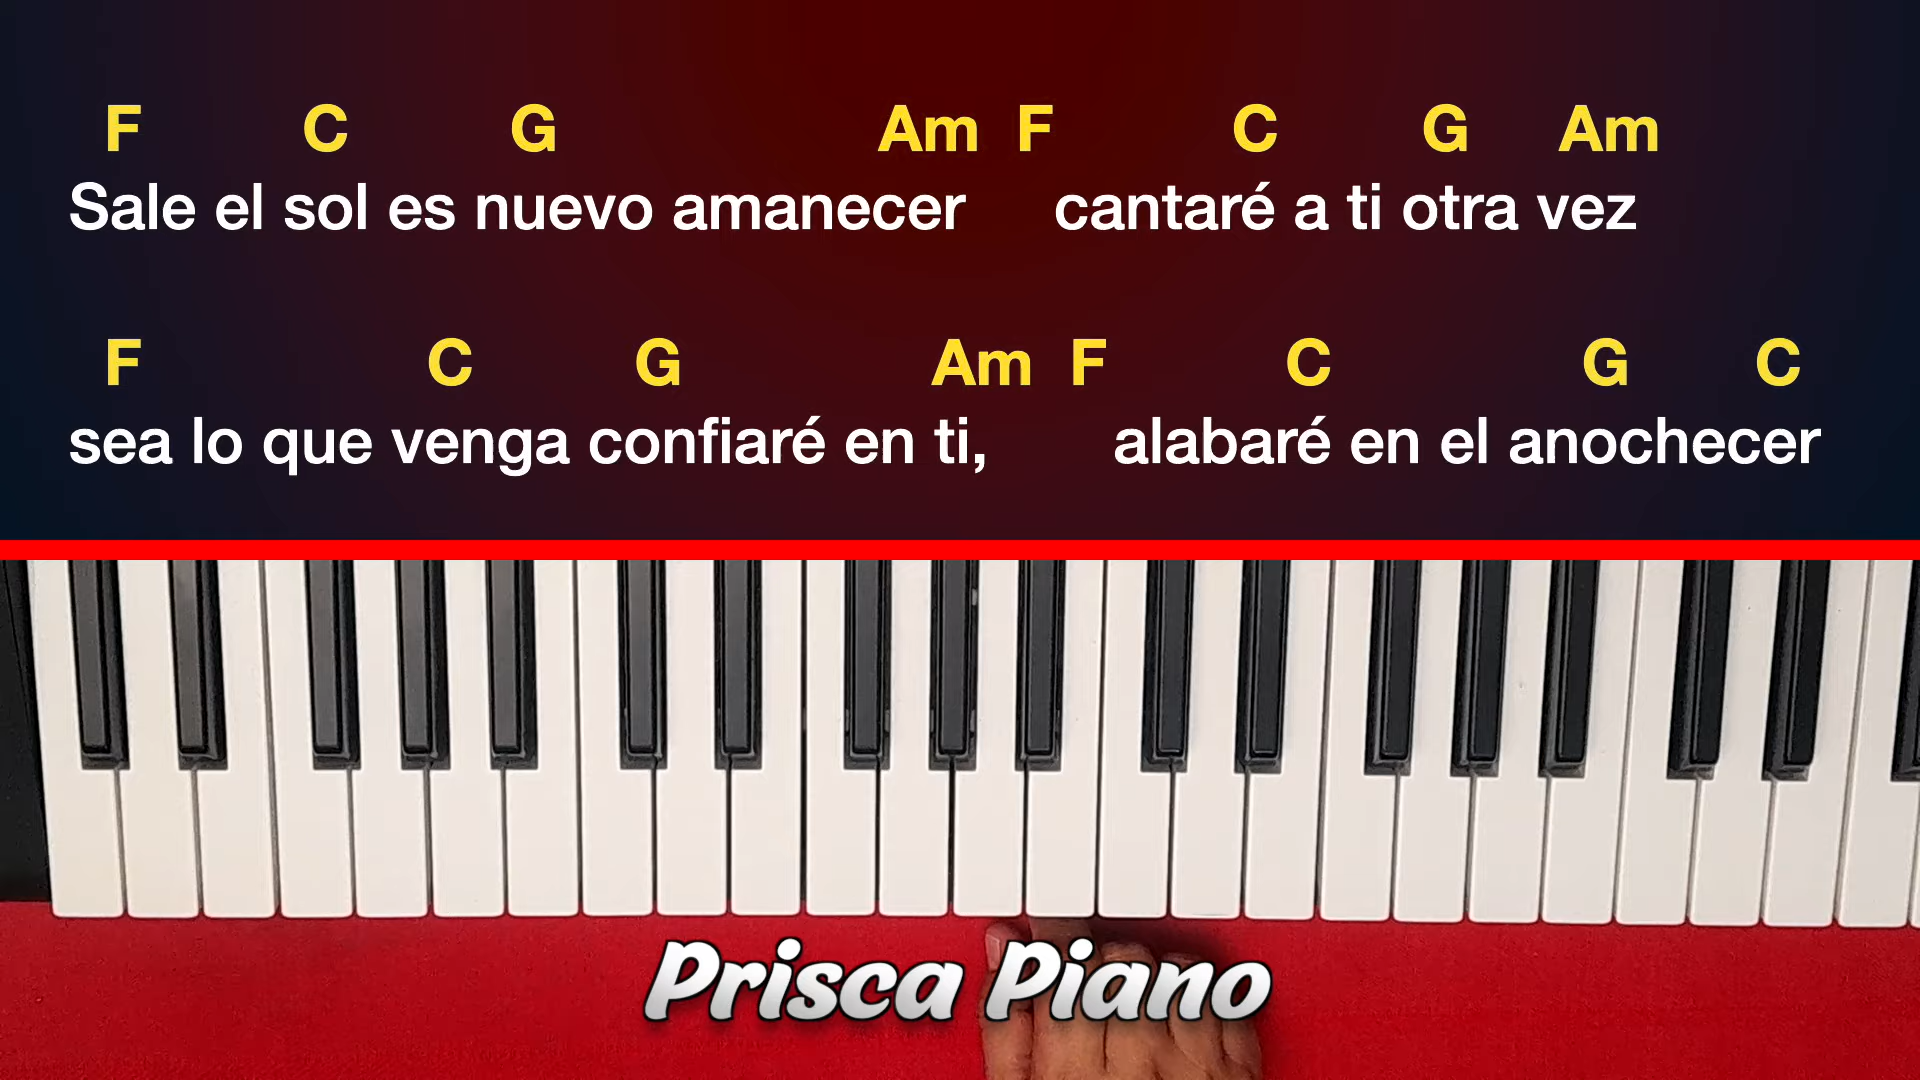 F C G Am F C G Am
Sale el sol es nuevo amanecer cantaré a ti otra vez
F C G Am F C G C
sea lo que venga confiaré en ti, alabaré en el anochecer
Prisca Piano